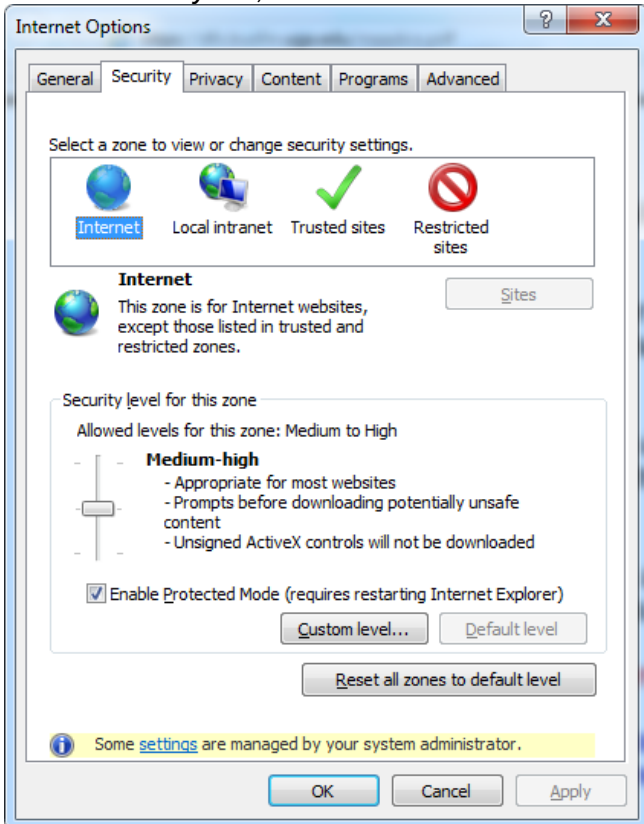 Internet Options
General Security Privacy Content Programs Advanced
Select a zone to view or change security settings.
Internet Local intranet Trusted sites Restricted
sites
Internet
Sites
This zone is for Internet websites,
except those listed in trusted and
restricted zones.
Security level for this zone
Allowed levels for this zone: Medium to High
Medium-high
- Appropriate for most websites
- Prompts before downloading potentially unsafe
content
- Unsigned ActiveX controls will not be downloaded
Enable Protected Mode (requires restarting Internet Explorer)
Custom level... Default level
Reset all zones to default level
Some settings are managed by your system administrator.
OK Cancel Apply